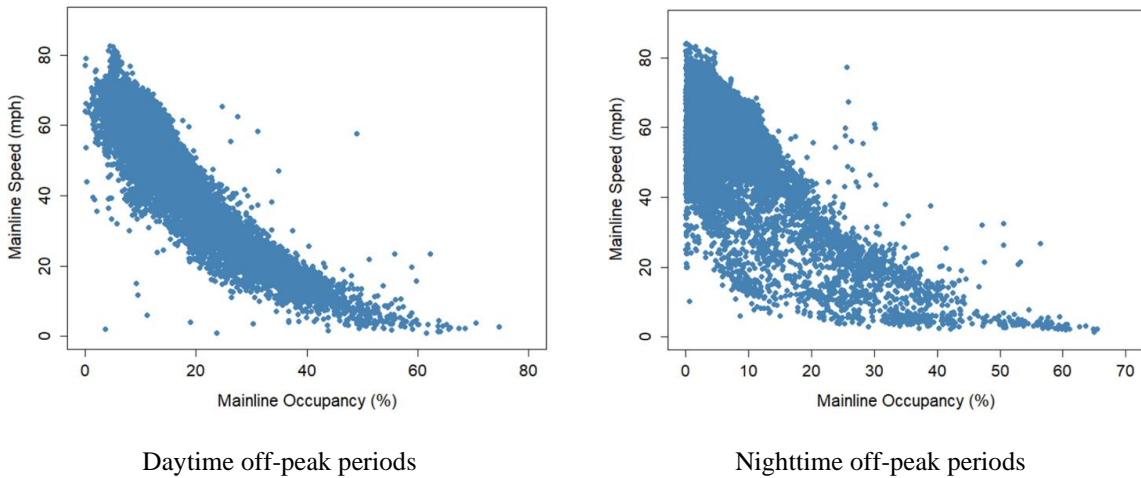 80
60
40
20
0
Mainline Speed (mph)
0 20 40 60 80
Mainline Occupancy (%)
Daytime off-peak periods
80
60
40
20
0
Mainline Speed (mph)
0 10 20 30 40 50 60 70
Mainline Occupancy (%)
Nighttime off-peak periods